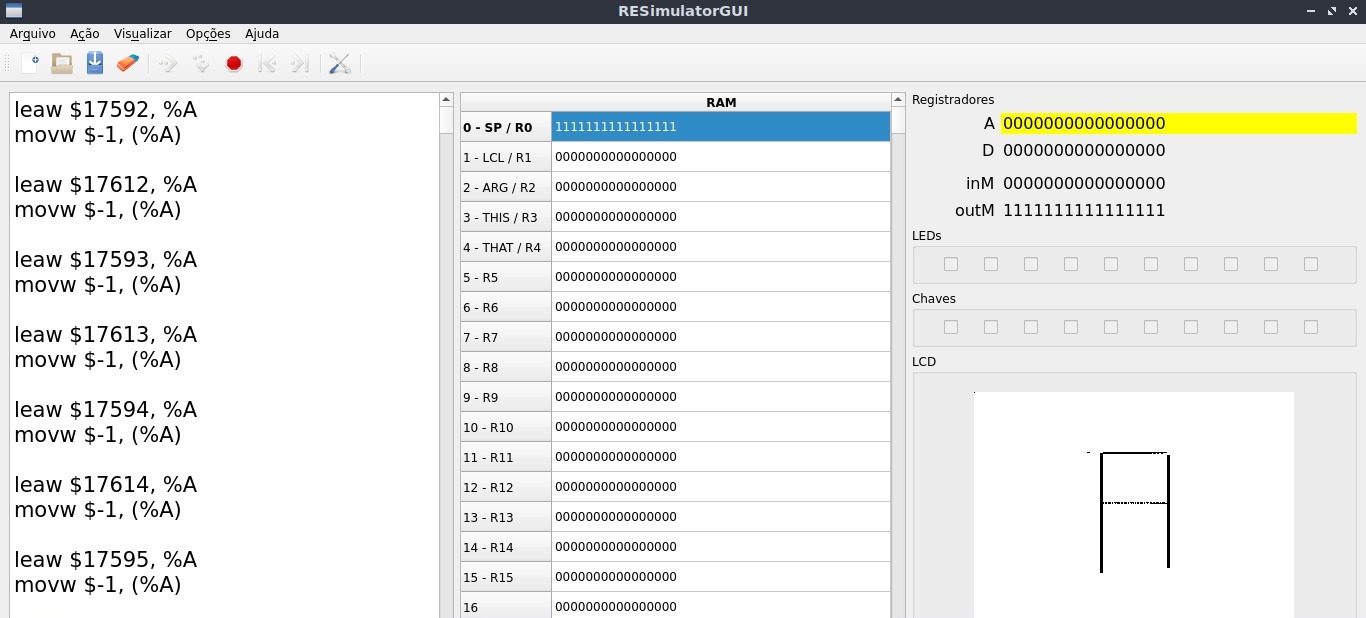 RESimulatorGUI
Arquivo Ação Visualizar Opções Ajuda
leaw $17592, %A
movw $-1, (%A)
leaw $17612, %A
movw $-1, (%A)
leaw $17593, %A
movw $-1, (%A)
leaw $17613, %A
movw $-1, (%A)
leaw $17594, %A
movw $-1, (%A)
leaw $17614, %A
movw $-1, (%A)
leaw $17595, %A
movw $-1, (%A)
RAM
0 - SP / R0 1111111111111111
1 - LCL / R1 0000000000000000
2 - ARG / R2 0000000000000000
3 - THIS / R3 0000000000000000
4 - THAT / R4 0000000000000000
5 - R5 0000000000000000
6 - R6 0000000000000000
7 - R7 0000000000000000
8 - R8 0000000000000000
9 - R9 0000000000000000
10 - R10 0000000000000000
11 - R11 0000000000000000
12 - R12 0000000000000000
13 - R13 0000000000000000
14 - R14 0000000000000000
15 - R15 0000000000000000
16 0000000000000000
Registradores
A 0000000000000000
D 0000000000000000
inM 0000000000000000
outM 1111111111111111
LEDs
Chaves
LCD